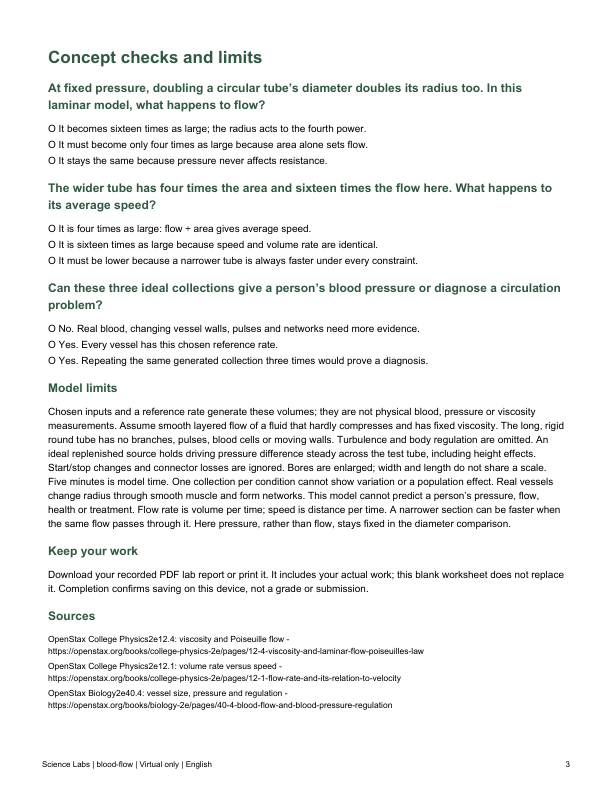 Concept checks and limits
At fixed pressure, doubling a circular tube's diameter doubles its radius too. In this
laminar model, what happens to flow?
O It becomes sixteen times as large; the radius acts to the fourth power.
O It must become only four times as large because area alone sets flow.
O It stays the same because pressure never affects resistance.
The wider tube has four times the area and sixteen times the flow here. What happens to
its average speed?
O It is four times as large: flow ÷ area gives average speed.
O It is sixteen times as large because speed and volume rate are identical.
O It must be lower because a narrower tube is always faster under every constraint.
Can these three ideal collections give a person's blood pressure or diagnose a circulation
problem?
O No. Real blood, changing vessel walls, pulses and networks need more evidence.
O Yes. Every vessel has this chosen reference rate.
O Yes. Repeating the same generated collection three times would prove a diagnosis.
Model limits
Chosen inputs and a reference rate generate these volumes; they are not physical blood, pressure or viscosity
measurements. Assume smooth layered flow of a fluid that hardly compresses and has fixed viscosity. The long, rigid
round tube has no branches, pulses, blood cells or moving walls. Turbulence and body regulation are omitted. An
ideal replenished source holds driving pressure difference steady across the test tube, including height effects.
Start/stop changes and connector losses are ignored. Bores are enlarged; width and length do not share a scale.
Five minutes is model time. One collection per condition cannot show variation or a population effect. Real vessels
change radius through smooth muscle and form networks. This model cannot predict a person's pressure, flow,
health or treatment. Flow rate is volume per time; speed is distance per time. A narrower section can be faster when
the same flow passes through it. Here pressure, rather than flow, stays fixed in the diameter comparison.
Keep your work
Download your recorded PDF lab report or print it. It includes your actual work; this blank worksheet does not replace
it. Completion confirms saving on this device, not a grade or submission.
Sources
OpenStax College Physics2e12.4: viscosity and Poiseuille flow -
https://openstax.org/books/college-physics-2e/pages/12-4-viscosity-and-laminar-flow-poiseuilles-law
OpenStax College Physics2e12.1: volume rate versus speed -
https://openstax.org/books/college-physics-2e/pages/12-1-flow-rate-and-its-relation-to-velocity
OpenStax Biology2e40.4: vessel size, pressure and regulation -
https://openstax.org/books/biology-2e/pages/40-4-blood-flow-and-blood-pressure-regulation
Science Labs | blood-flow | Virtual only | English
3